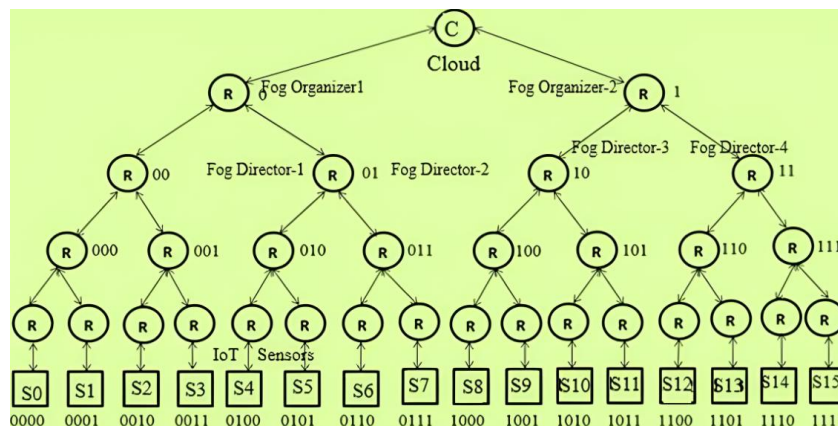 C
Cloud
R 0 Fog Organizer1 Fog Organizer-2 R 1
R 00 Fog Director-1 R 01 Fog Director-2 R 10 Fog Director-3 R 11 Fog Director-4
R 000 R 001 R 010 R 011 R 100 R 101 R 110 R 111
R R R R R R R R R R R R R R R R
IoT Sensors
S0 S1 S2 S3 S4 S5 S6 S7 S8 S9 S10 S11 S12 S13 S14 S15
0000 0001 0010 0011 0100 0101 0110 0111 1000 1001 1010 1011 1100 1101 1110 111